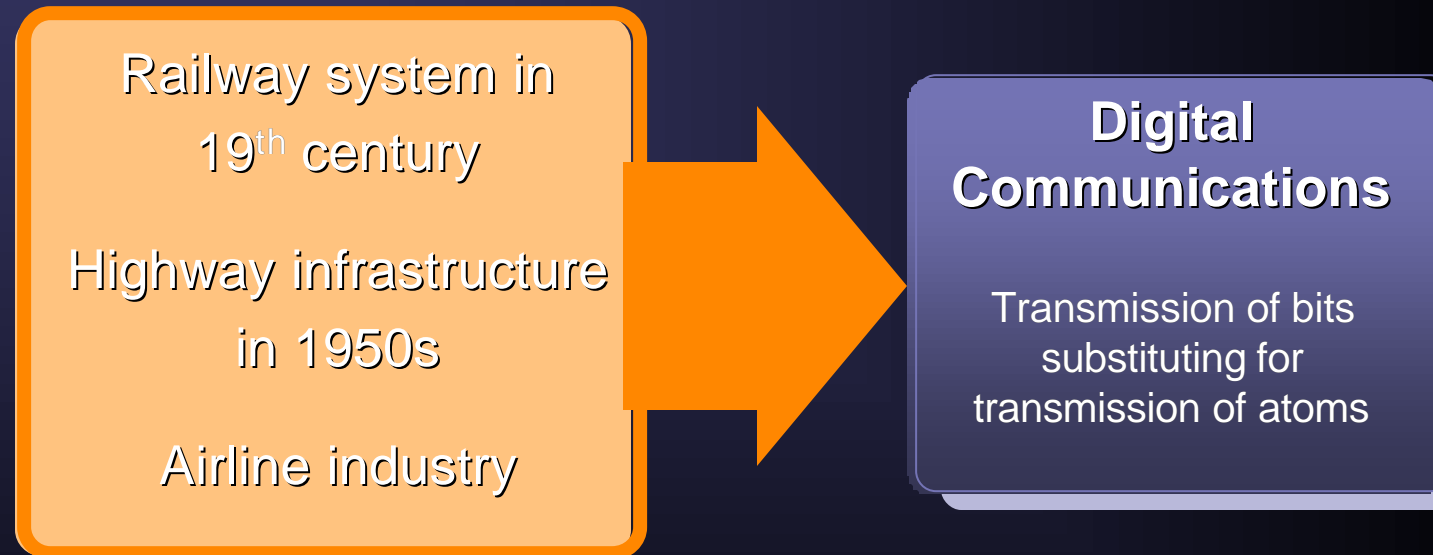 Railway system in
19th century
Highway infrastructure
in 1950s
Airline industry
Digital
Communications
Transmission of bits
substituting for
transmission of atoms